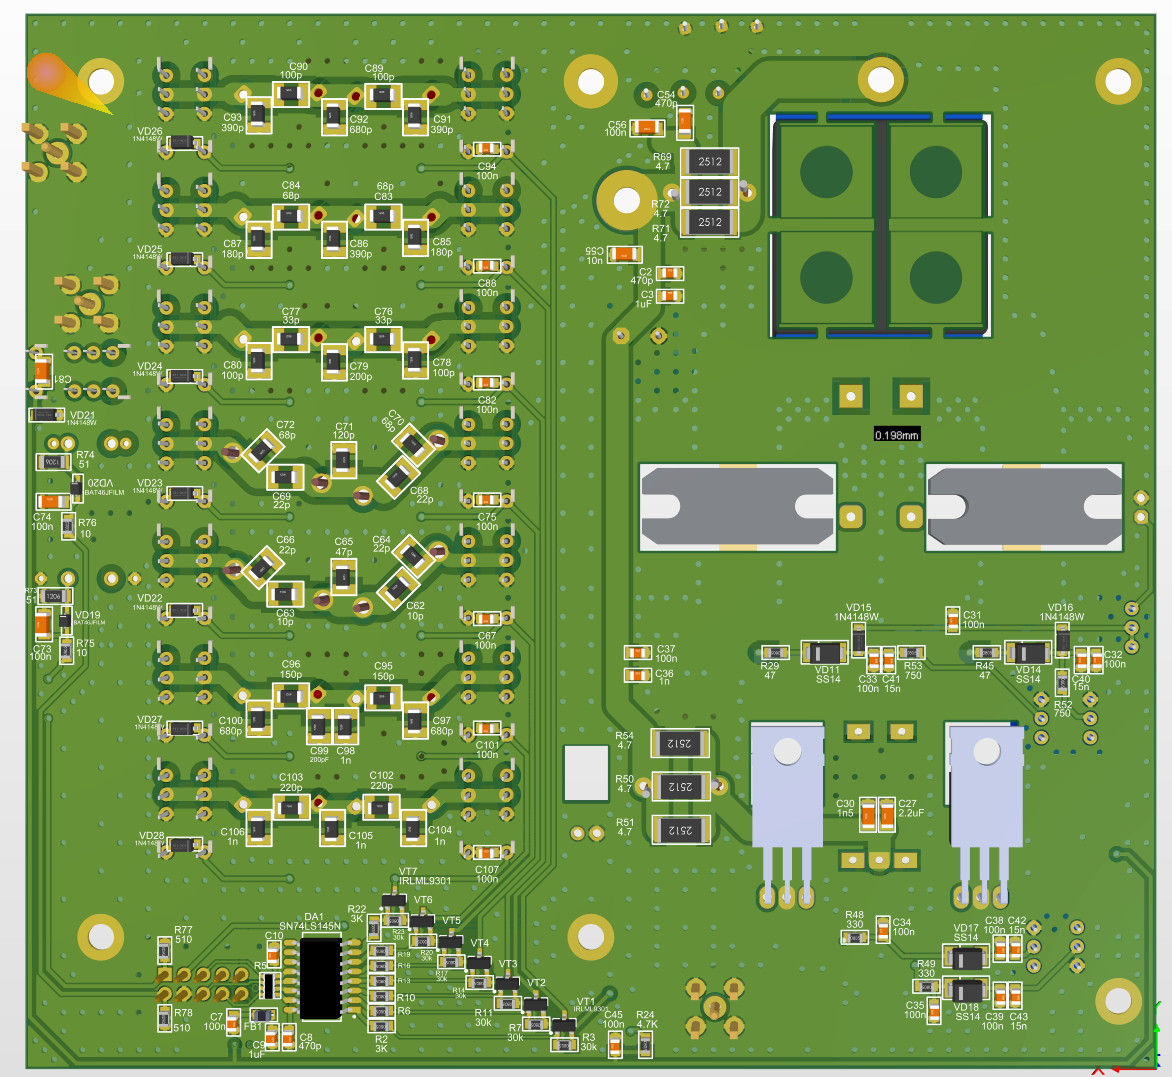 C90
100p
C89
100p
C93
390p
C92
680p
C91
390p
VD26
1N4148W
C94
100n
C54
470p
C56
100n
R69
4.7
2512
R72
4.7
2512
R71
4.7
2512
C84
68p
68p
C83
C87
180p
C86
390p
C85
180p
VD25
1N4148W
C88
100n
C55
10n
C2
470p
C3
1uF
C77
33p
C76
33p
C80
100p
C79
200p
C78
100p
VD24
1N4148W
C82
100n
C81
VD21
1N4148W
0.198mm
C72
68p
C71
120p
C70
68p
C69
22p
C68
22p
R74
51
1206
VD20
BAT46JFILM
VD23
1N4148W
C75
100n
C74
100n
R76
10
C66
22p
C65
47p
C64
22p
C63
10p
C62
10p
R73
51
1206
VD22
1N4148W
C67
100n
VD19
BAT46JFILM
C73
100n
R75
10
VD15
1N4148W
C31
100n
VD16
1N4148W
C37
100n
C36
1n
R29
47
VD11
SS14
C33
100n
C41
15n
R53
750
R46
47
VD14
SS14
C40
15n
C32
100n
R52
750
C96
150p
C95
150p
C100
680p
C99
200pF
C98
1n
C97
680p
VD27
1N4148W
C101
100n
R54
4.7
2512
R50
4.7
2512
R51
4.7
2512
C30
1n5
C27
2.2uF
C103
220p
C102
220p
C106
1n
C105
1n
C104
1n
VD28
1N4148W
C107
100n
VT7
IRLML9301
VT6
VT5
VT4
VT3
VT2
VT1
IRLML9301
R22
3K
R23
30k
R20
30k
R17
30k
R14
30k
R11
30k
R7
30k
R3
30k
R19
R16
R13
R10
R6
R2
3K
DA1
SN74LS145N
C10
R77
510
R5
R78
510
C7
100n
FB1
C9
1uF
C8
470p
C45
100n
R24
4.7K
R48
330
C34
100n
VD17
SS14
C38
100n
C42
15n
R49
330
C35
100n
VD18
SS14
C39
100n
C43
15n
X